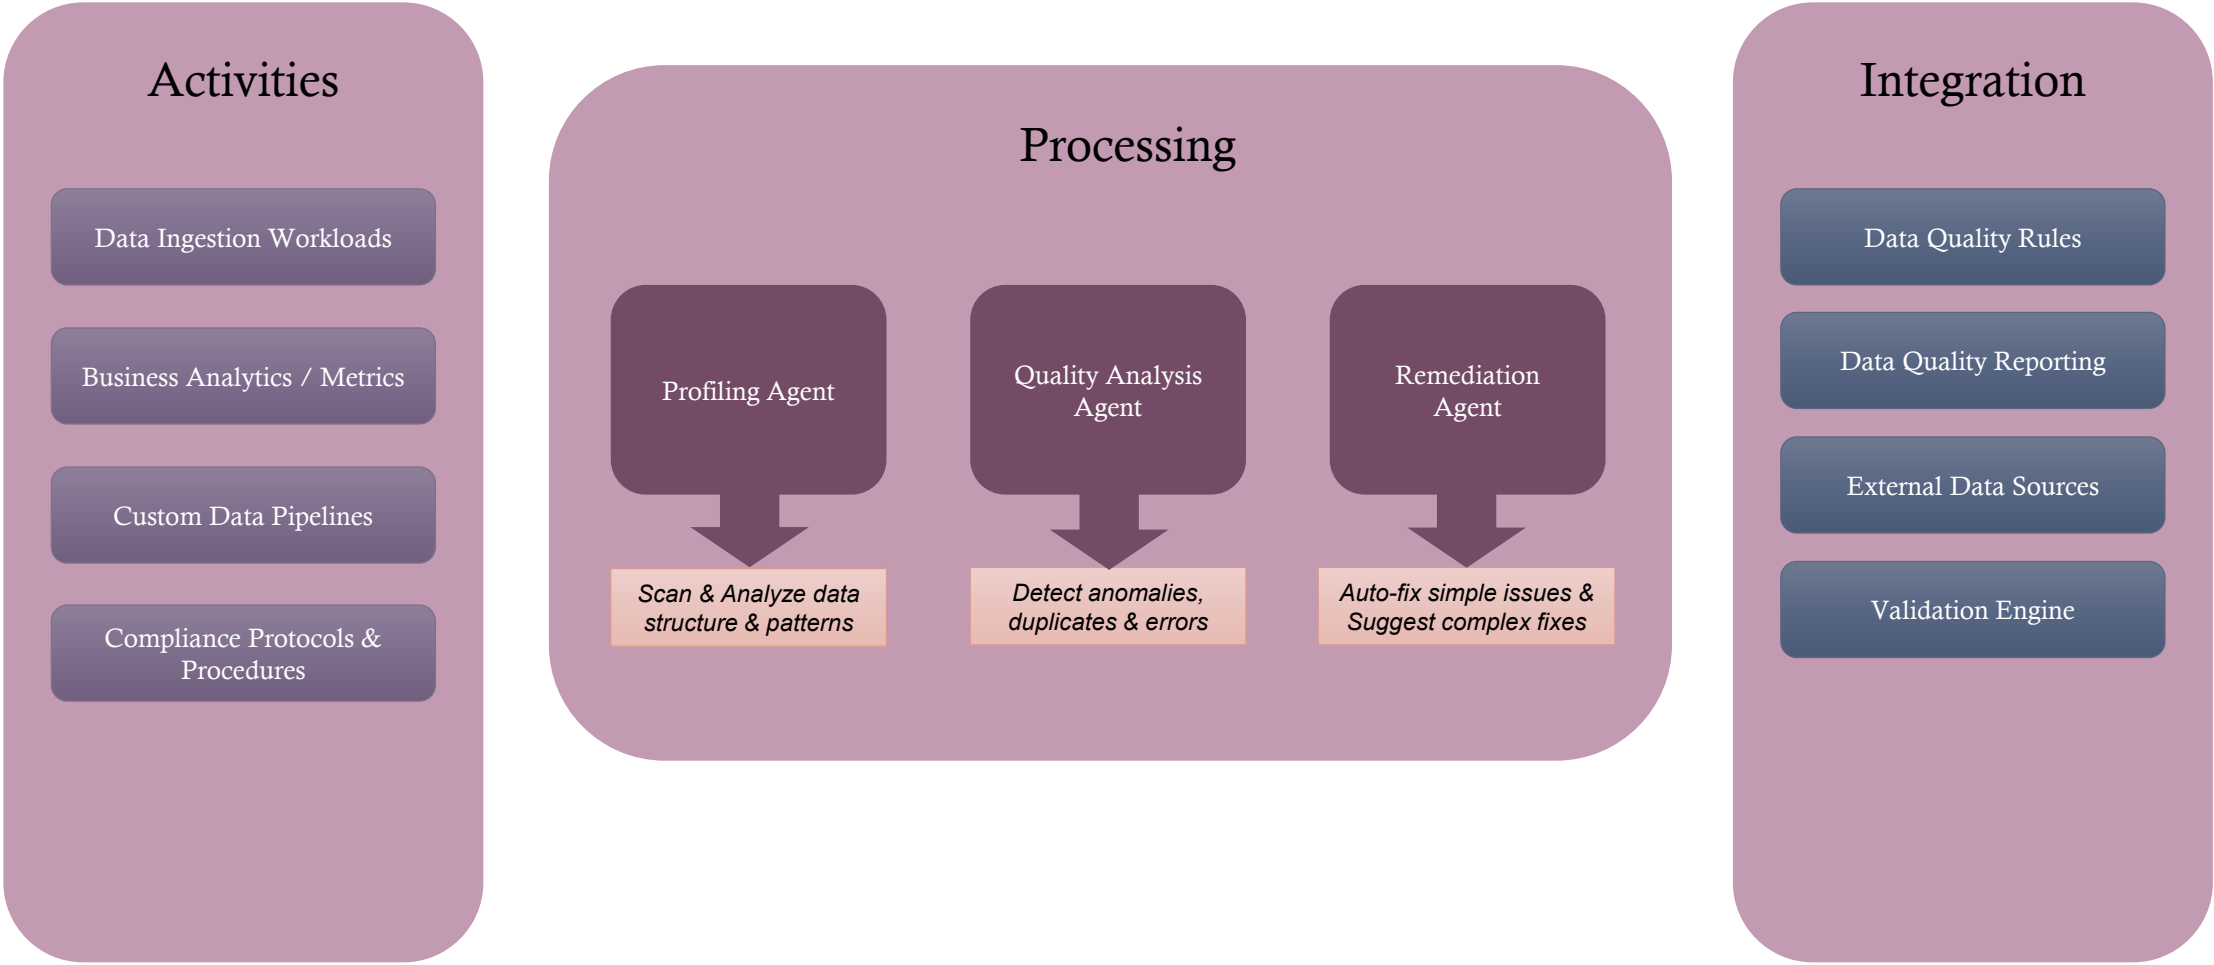 Activities
Data Ingestion Workloads
Business Analytics / Metrics
Custom Data Pipelines
Compliance Protocols &
Procedures
Processing
Profiling Agent
Scan & Analyze data
structure & patterns
Quality Analysis
Agent
Detect anomalies,
duplicates & errors
Remediation
Agent
Auto-fix simple issues &
Suggest complex fixes
Integration
Data Quality Rules
Data Quality Reporting
External Data Sources
Validation Engine